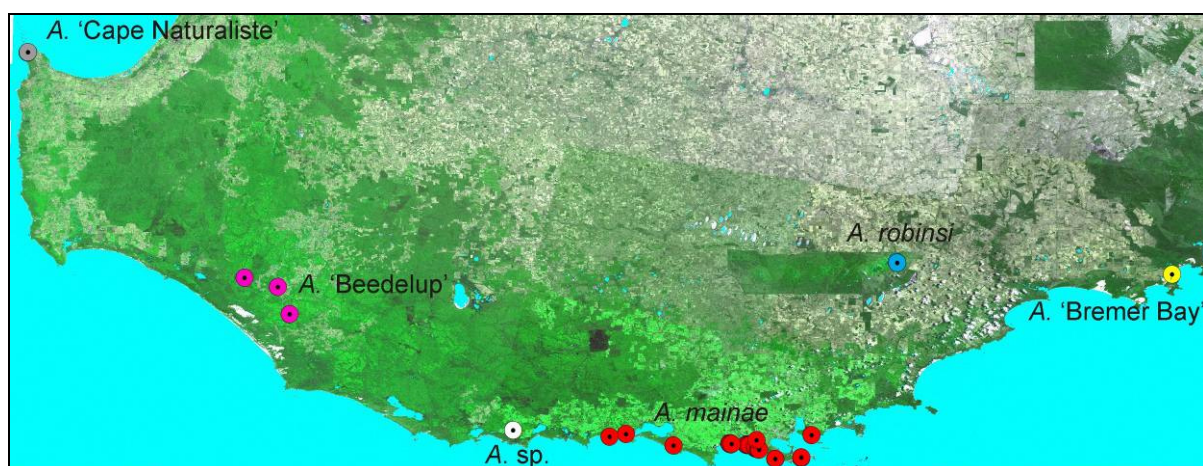 A. ‘Cape Naturaliste’
A. robinsi
A. ‘Beedelup’
A. ‘Bremer Bay’
A. mainae
A. sp.